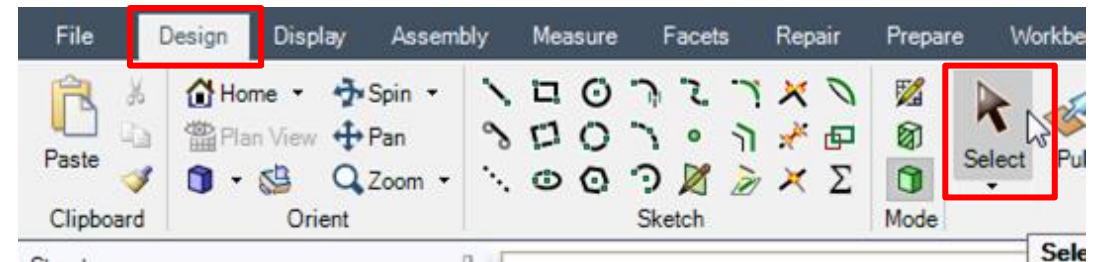 File Design Display Assembly Measure Facets Repair Prepare
Home Spin
Plan View Pan
Paste Select
Zoom
Clipboard Orient Sketch Mode